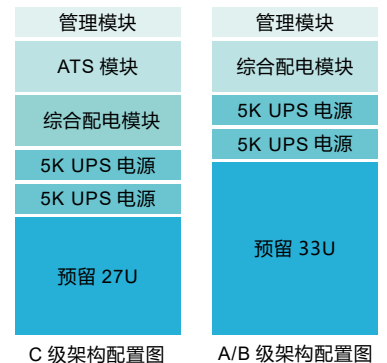 管理模块
ATS 模块
综合配电模块
5K UPS 电源
5K UPS 电源
预留 27U
C 级架构配置图
管理模块
综合配电模块
5K UPS 电源
5K UPS 电源
预留 33U
A/B 级架构配置图